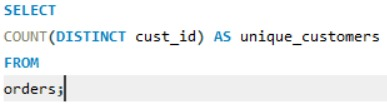 SELECT
COUNT(DISTINCT cust_id) AS unique_customers
FROM
orders;